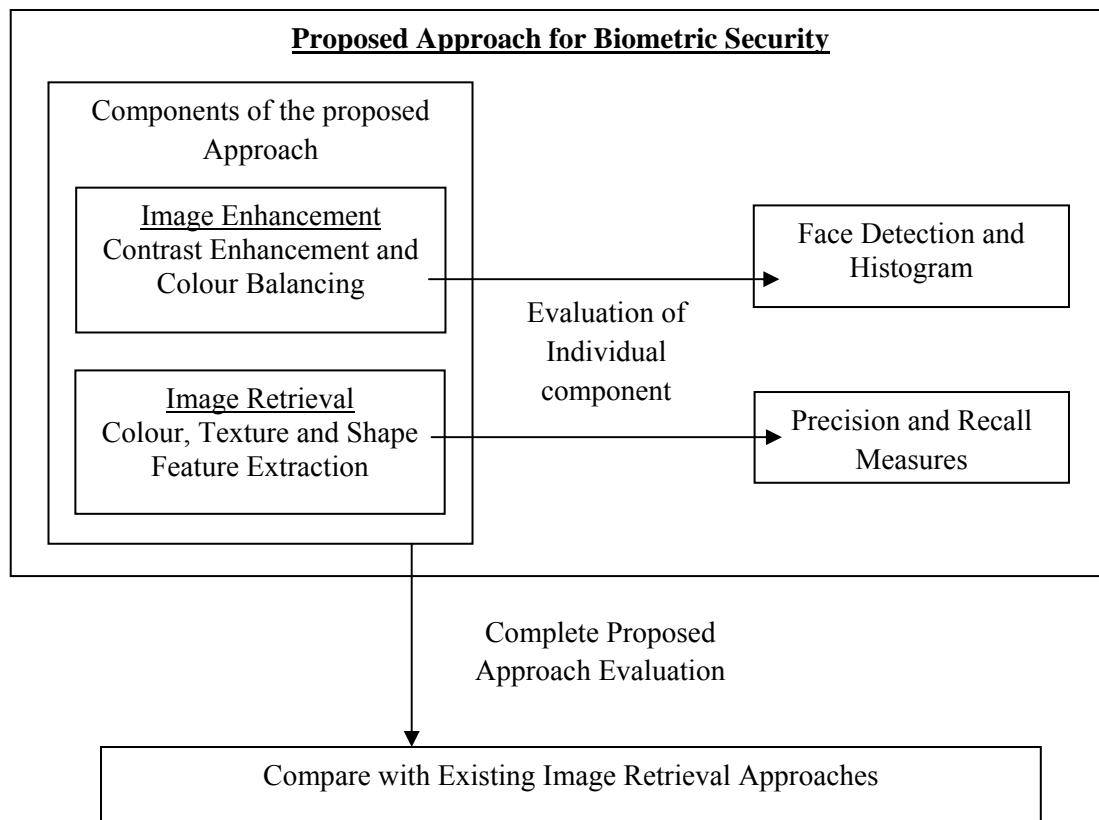 Proposed Approach for Biometric Security
Components of the proposed
Approach
Image Enhancement
Contrast Enhancement and
Colour Balancing
Face Detection and
Histogram
Evaluation of
Individual
component
Image Retrieval
Colour, Texture and Shape
Feature Extraction
Precision and Recall
Measures
Complete Proposed
Approach Evaluation
Compare with Existing Image Retrieval Approaches